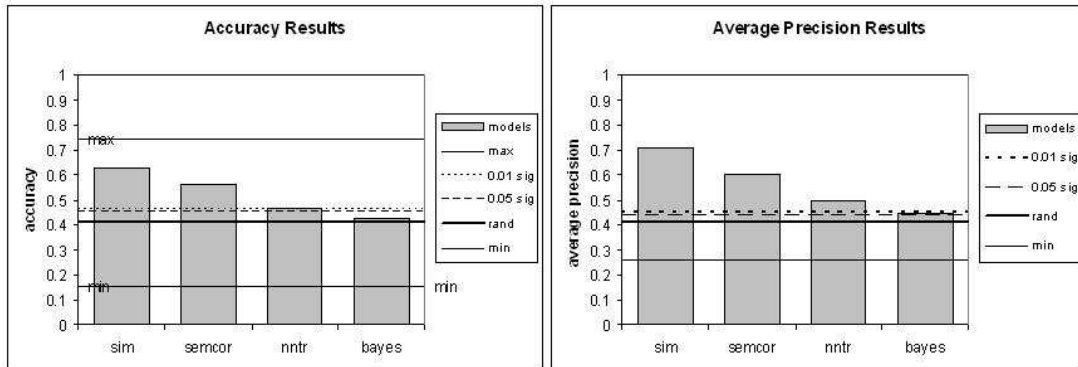 Accuracy Results
1
0.9
0.8
0.7
0.6
0.5
0.4
0.3
0.2
0.1
0
accuracy
max
min
min
sim semcor nntr bayes
models
max
0.01 sig
0.05 sig
rand
min
Average Precision Results
1
0.9
0.8
0.7
0.6
0.5
0.4
0.3
0.2
0.1
0
average precision
sim semcor nntr bayes
models
0.01 sig
0.05 sig
rand
min